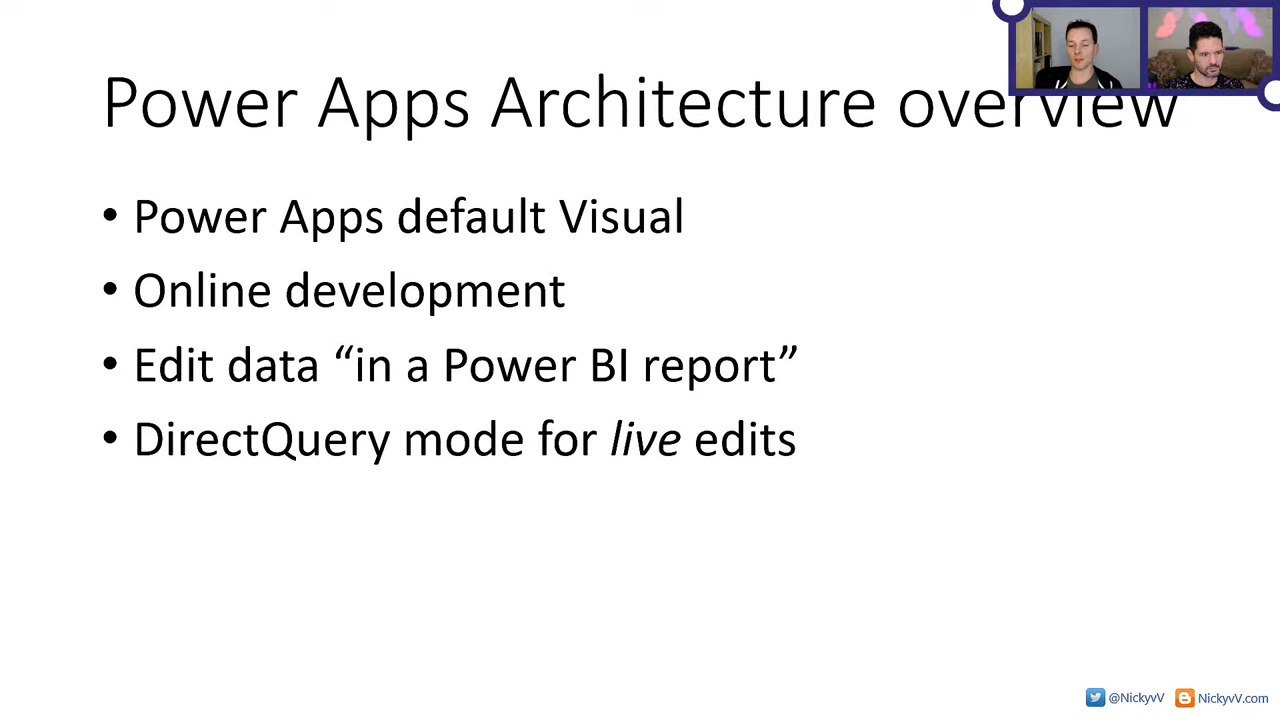 Power Apps Architecture overview
• Power Apps default Visual
• Online development
• Edit data “in a Power BI report”
• DirectQuery mode for live edits
@NickyvV NickyvV.com